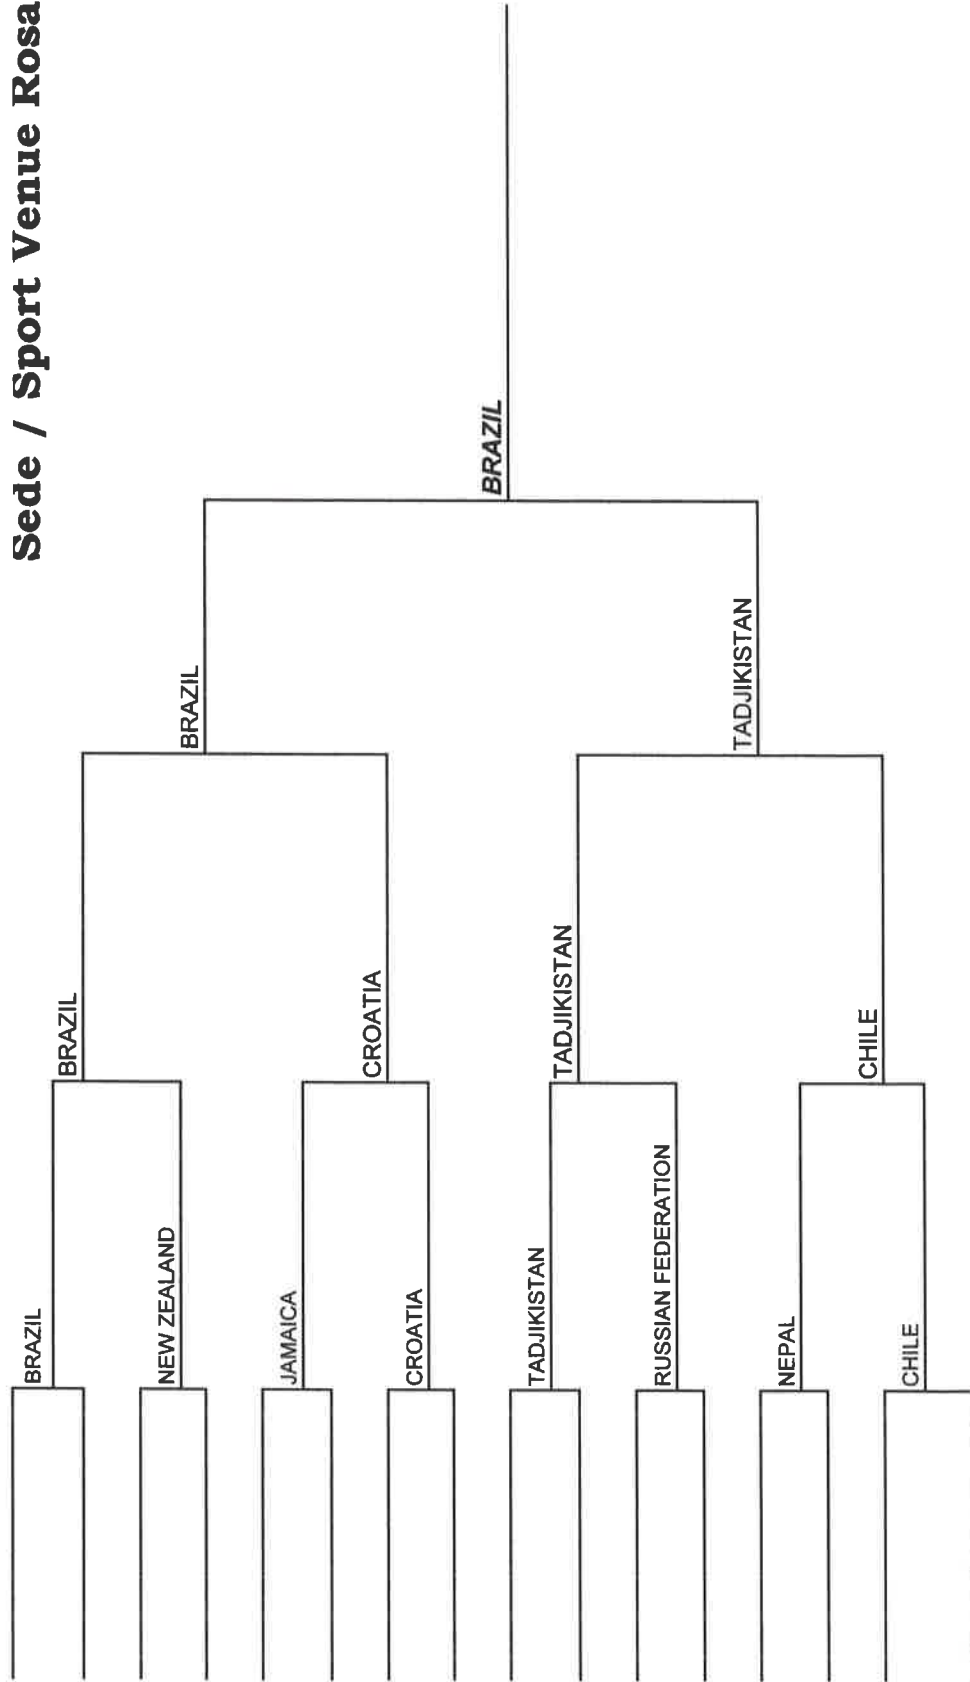 Sede / Sport Venue Rosa
BRAZIL
NEW ZEALAND
JAMAICA
CROATIA
TADJIKISTAN
RUSSIAN FEDERATION
NEPAL
CHILE
BRAZIL
CROATIA
TADJIKISTAN
CHILE
BRAZIL
TADJIKISTAN
BRAZIL